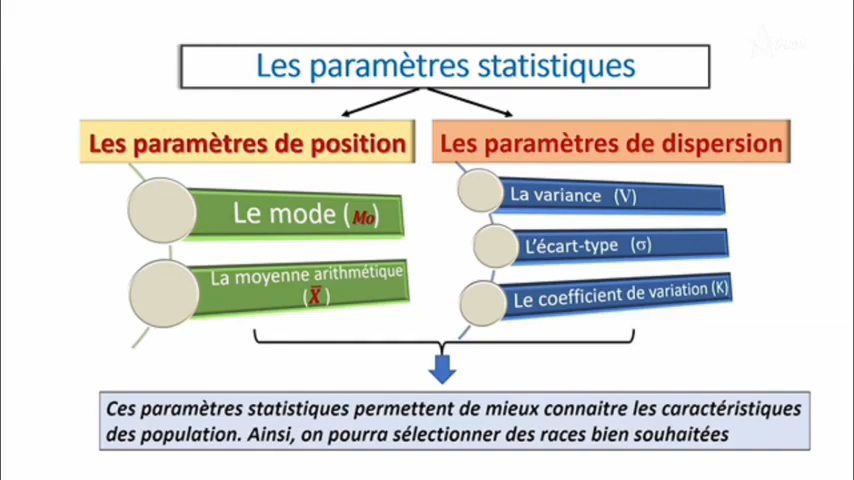 Les paramètres statistiques
Les paramètres de position
Les paramètres de dispersion
Le mode (Mo)
La moyenne arithmétique
(X̅)
La variance (V)
L'écart-type (σ)
Le coefficient de variation (K)
Ces paramètres statistiques permettent de mieux connaitre les caractéristiques
des population. Ainsi, on pourra sélectionner des races bien souhaitées